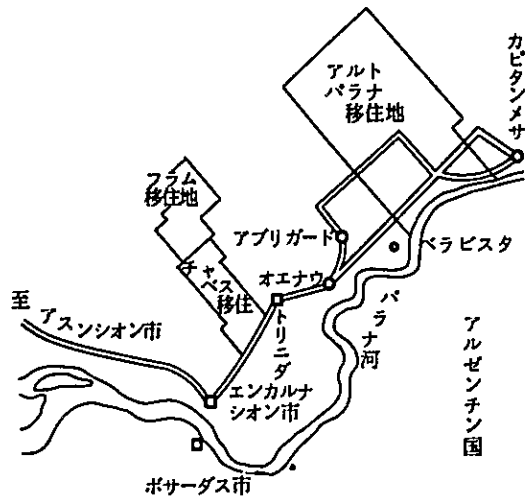 カピタンメサ
アルト
パラナ
移住地
フラム
移住地
アブリガード
ベラビスタ
チャ
ベス
移住
オエナウ
至
アスンシオン市
トリニダ
パラナ河
アルゼンチン国
エンカルナ
シオン市
ポサーダス市